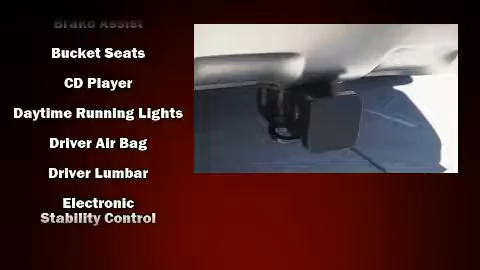 Brake Assist
Bucket Seats
CD Player
Daytime Running Lights
Driver Air Bag
Driver Lumbar
Electronic
Stability Control